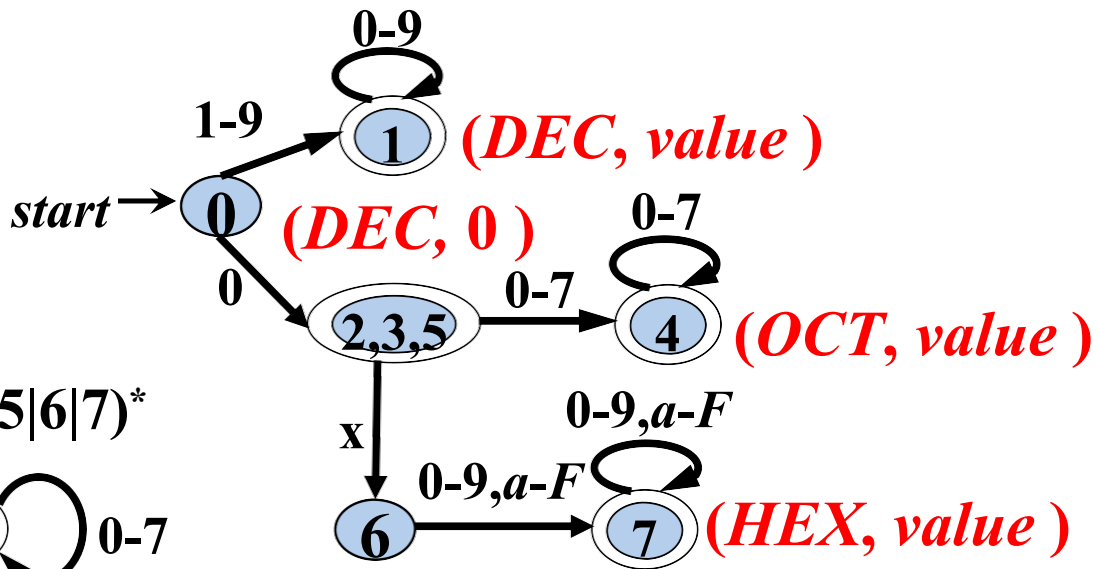 0-9
1-9
1
(DEC, value )
start
0
(DEC, 0 )
0-7
0
0-7
2,3,5
4
(OCT, value )
5|6|7)*
0-9,a-F
x
0-9,a-F
0-7
6
7
(HEX, value )